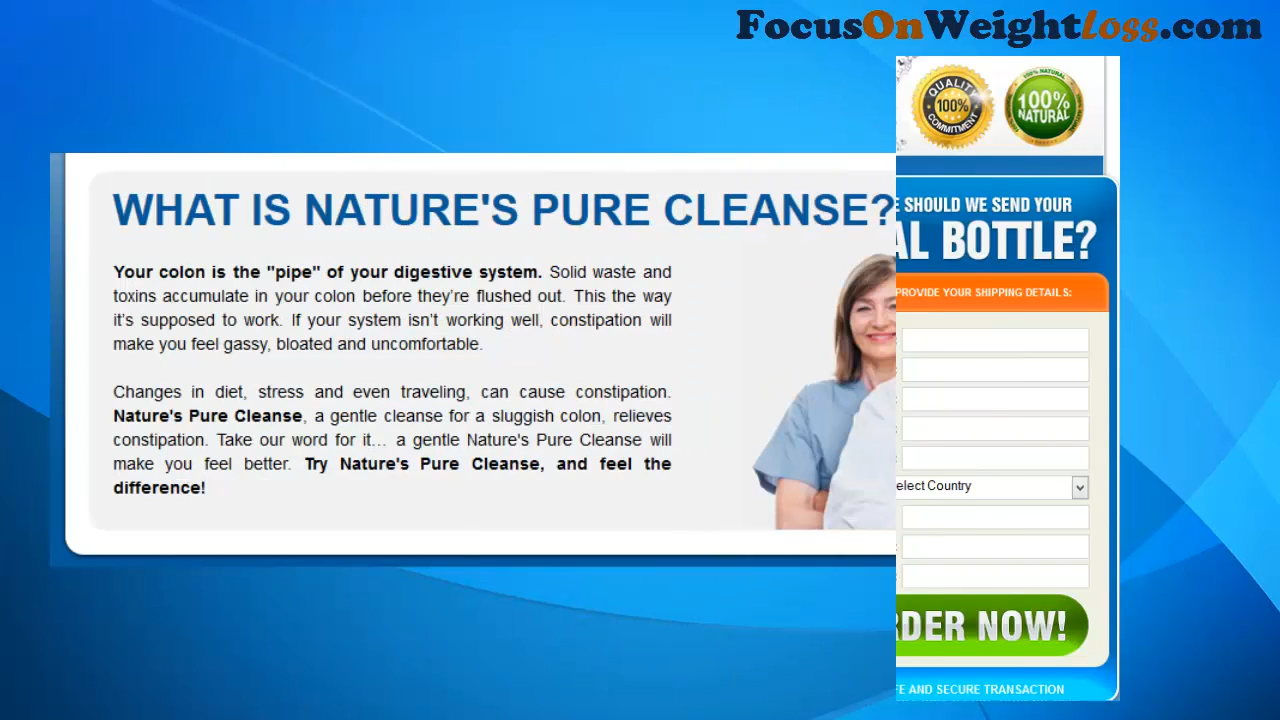 FocusOnWeightLoss.com
QUALITY
100%
COMMITMENT
100% NATURAL
100%
NATURAL
WHAT IS NATURE'S PURE CLEANSE?
Your colon is the "pipe" of your digestive system. Solid waste and
toxins accumulate in your colon before they’re flushed out. This the way
it’s supposed to work. If your system isn’t working well, constipation will
make you feel gassy, bloated and uncomfortable.
Changes in diet, stress and even traveling, can cause constipation.
Nature's Pure Cleanse, a gentle cleanse for a sluggish colon, relieves
constipation. Take our word for it… a gentle Nature's Pure Cleanse will
make you feel better. Try Nature's Pure Cleanse, and feel the
difference!
E SHOULD WE SEND YOUR
AL BOTTLE?
PROVIDE YOUR SHIPPING DETAILS:
elect Country
RDER NOW!
FE AND SECURE TRANSACTION